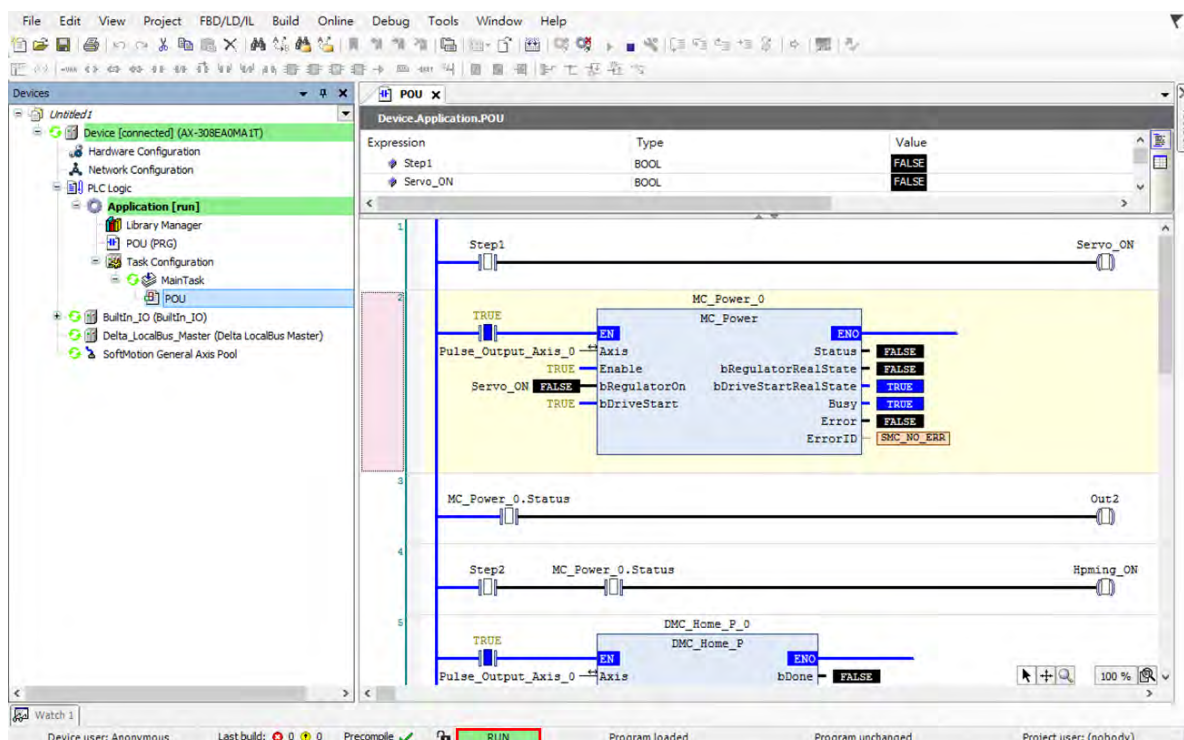 File Edit View Project FBD/LD/IL Build Online Debug Tools Window Help
Devices
POU
Untitled1
Device [connected] (AX-308EA0MA1T)
Hardware Configuration
Network Configuration
PLC Logic
Application [run]
Library Manager
POU (PRG)
Task Configuration
MainTask
POU
BuiltIn_IO (BuiltIn_IO)
Delta_LocalBus_Master (Delta LocalBus Master)
SoftMotion General Axis Pool
Device.Application.POU
Expression Type Value
Step1 BOOL FALSE
Servo_ON BOOL FALSE
1
Step1 Servo_ON
2
MC_Power_0
TRUE MC_Power
EN ENO
Pulse_Output_Axis_0 Axis Status FALSE
TRUE Enable bRegulatorRealState FALSE
Servo_ON FALSE bRegulatorOn bDriveStartRealState TRUE
TRUE bDriveStart Busy TRUE
Error FALSE
ErrorID SMC_NO_ERR
3
MC_Power_0.Status Out2
4
Step2 MC_Power_0.Status Hpming_ON
5
DMC_Home_P_0
TRUE DMC_Home_P
EN ENO
Pulse_Output_Axis_0 Axis bDone FALSE
100 %
Watch 1
Device user: Anonymous Last build: 0 0 Precompile RUN Program loaded Program unchanged Project user: (nobody)